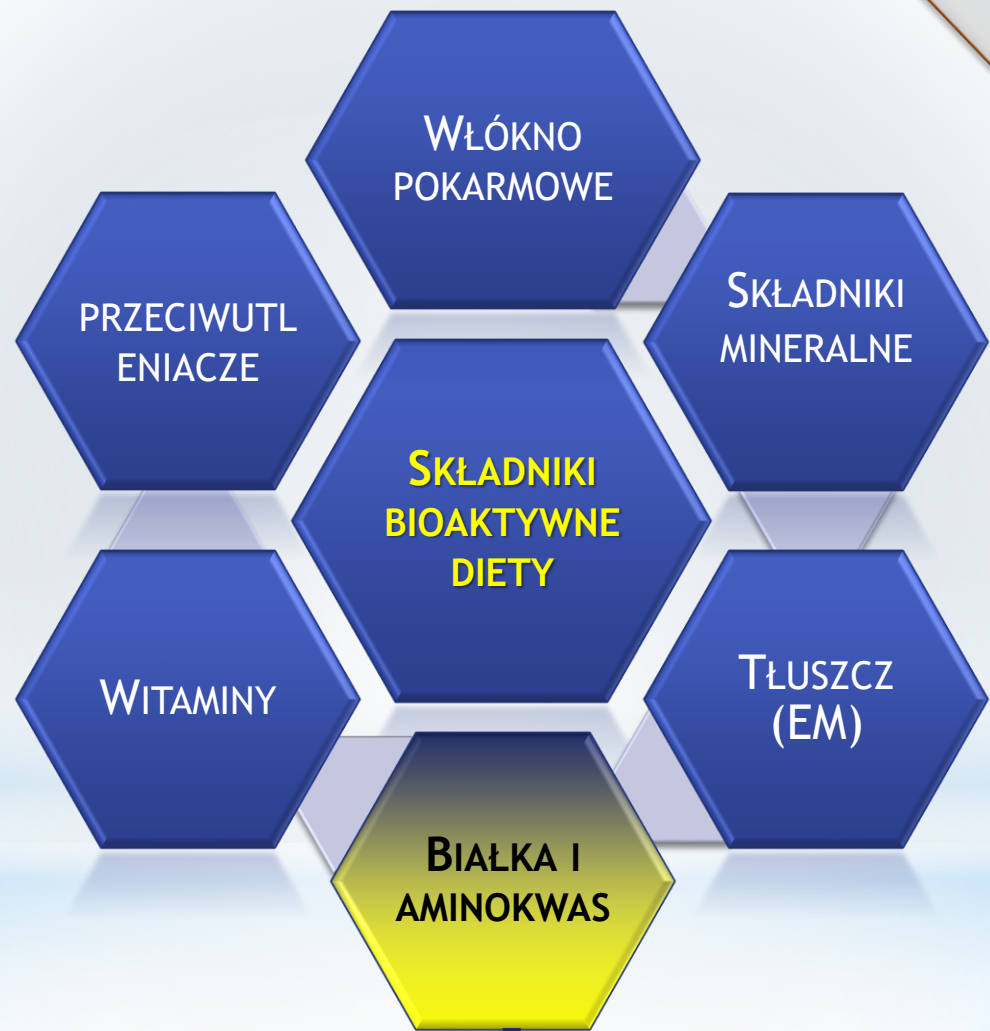 WŁÓKNO
POKARMOWE
SKŁADNIKI
MINERALNE
PRZECIWUTL
ENIACZE
SKŁADNIKI
BIOAKTYWNE
DIETY
TŁUSZCZ
(EM)
WITAMINY
BIAŁKA I
AMINOKWAS